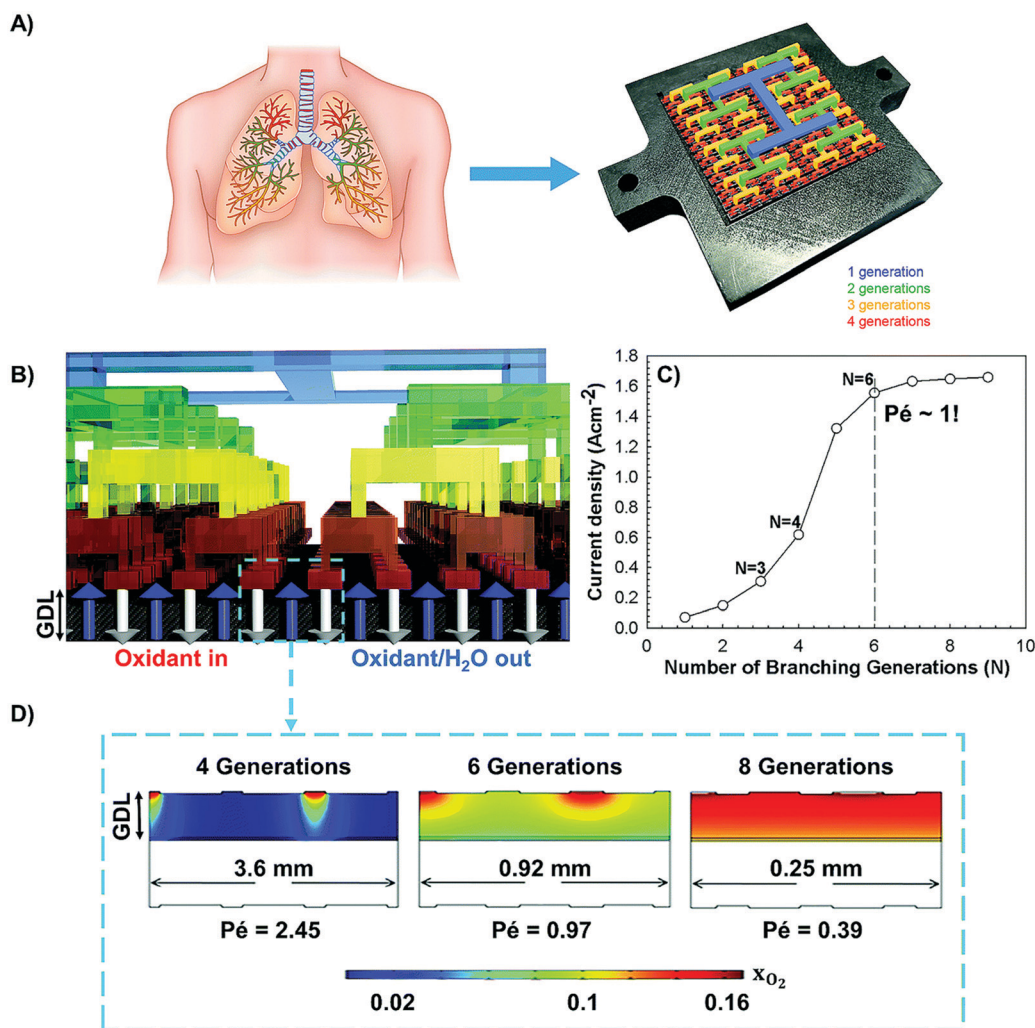 A)
1 generation
2 generations
3 generations
4 generations
B)
GDL
Oxidant in
Oxidant/H₂O out
C)
Current density (Acm⁻²)
1.8
1.6
1.4
1.2
1.0
0.8
0.6
0.4
0.2
0.0
N=3
N=4
N=6
Pé ~ 1!
0 2 4 6 8 10
Number of Branching Generations (N)
D)
4 Generations 6 Generations 8 Generations
GDL
3.6 mm 0.92 mm 0.25 mm
Pé = 2.45 Pé = 0.97 Pé = 0.39
x_O₂
0.02 0.1 0.16